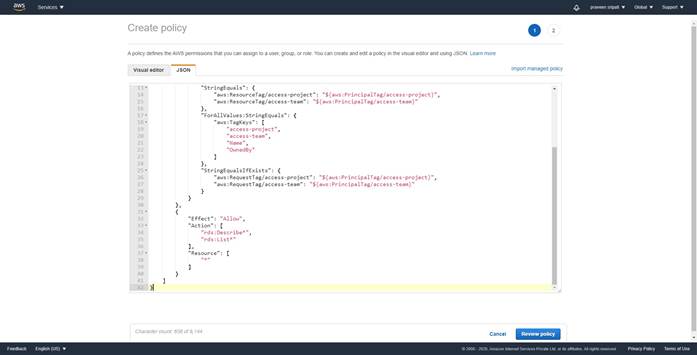 aws Services praveen sripati Global Support
Create policy 1 2
A policy defines the AWS permissions that you can assign to a user, group, or role. You can create and edit a policy in the visual editor and using JSON. Learn more
Visual editor JSON Import managed policy
13 "StringEquals": {
14 "aws:ResourceTag/access-project": "${aws:PrincipalTag/access-project}",
15 "aws:ResourceTag/access-team": "${aws:PrincipalTag/access-team}"
16 },
17 "ForAllValues:StringEquals": {
18 "aws:TagKeys": [
19 "access-project",
20 "access-team",
21 "Name",
22 "OwnedBy"
23 ]
24 },
25 "StringEqualsIfExists": {
26 "aws:RequestTag/access-project": "${aws:PrincipalTag/access-project}",
27 "aws:RequestTag/access-team": "${aws:PrincipalTag/access-team}"
28 }
29 }
30 },
31 {
32 "Effect": "Allow",
33 "Action": [
34 "rds:Describe*",
35 "rds:List*"
36 ],
37 "Resource": [
38 "*"
39 ]
40 }
41 ]
42 }
Character count: 938 of 6,144.
Cancel Review policy
Feedback English (US) © 2008 - 2020, Amazon Internet Services Private Ltd. or its affiliates. All rights reserved. Privacy Policy Terms of Use